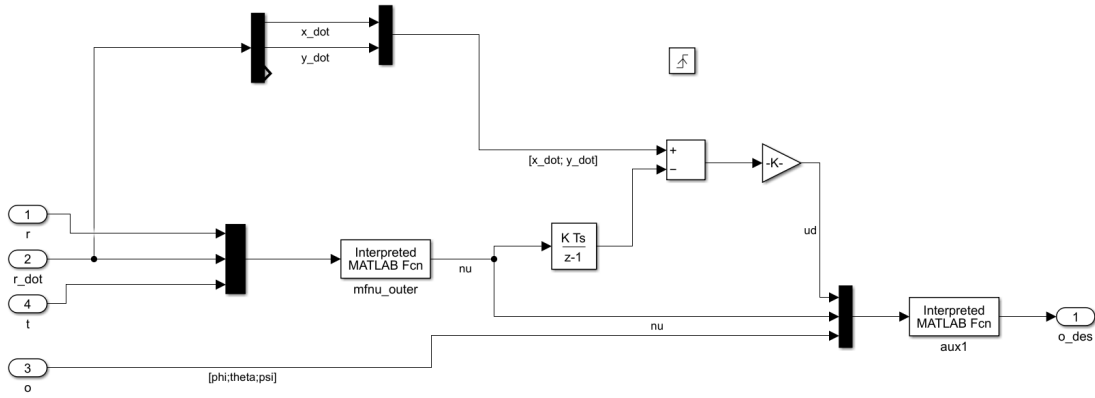 x_dot
y_dot
[x_dot; y_dot]
+
−
-K-
1
r
2
r_dot
4
t
Interpreted
MATLAB Fcn
mfnu_outer
nu
K Ts
z-1
ud
nu
3
o
[phi;theta;psi]
Interpreted
MATLAB Fcn
aux1
1
o_des